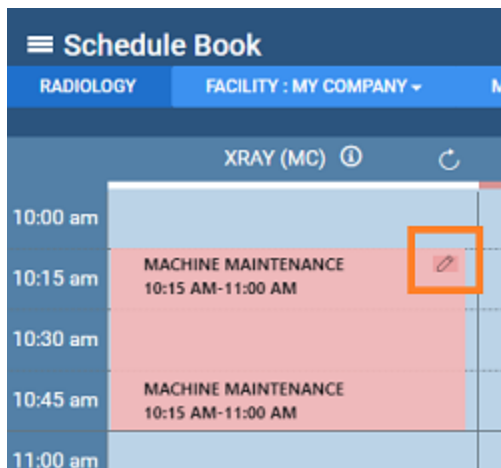 Schedule Book
RADIOLOGY
FACILITY : MY COMPANY
M
XRAY (MC)
10:00 am
MACHINE MAINTENANCE
10:15 am
10:15 AM-11:00 AM
10:30 am
MACHINE MAINTENANCE
10:45 am
10:15 AM-11:00 AM
11:00 am